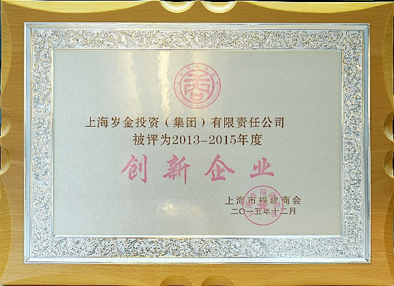 上海岁金投资（集团）有限责任公司
被评为2013-2015年度
创新企业
上海市福建商会
二〇一五年十二月